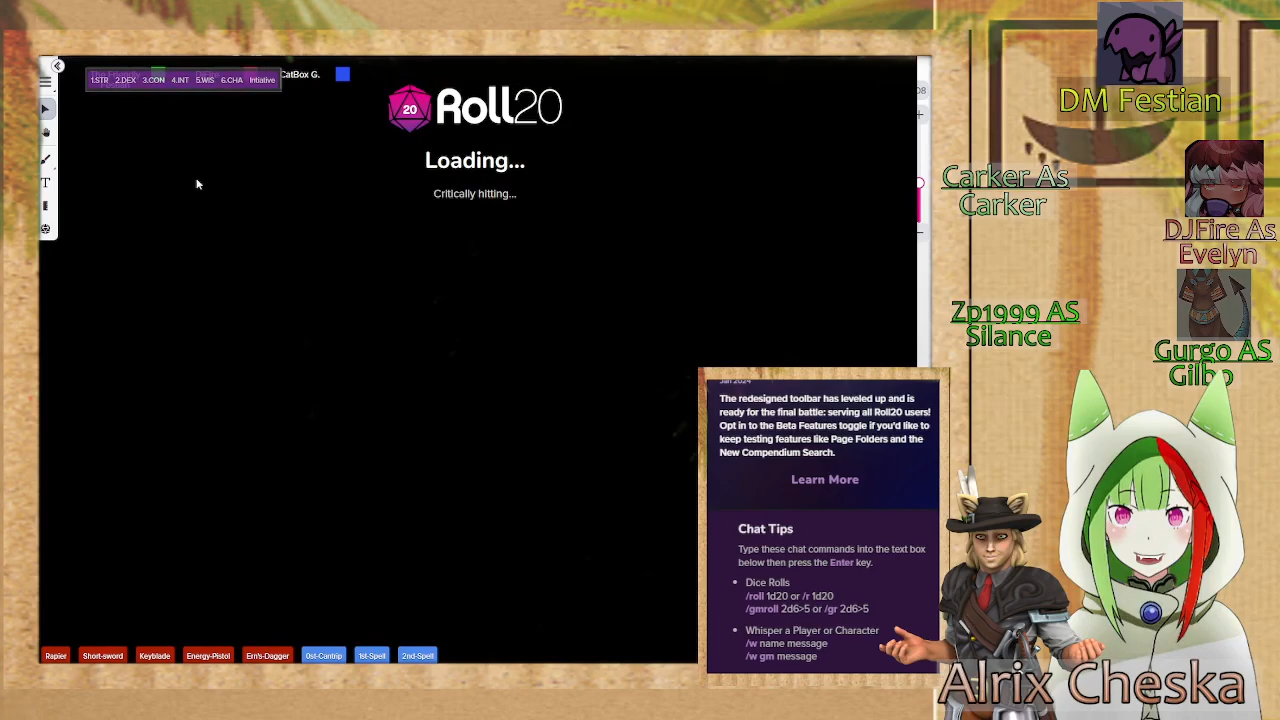 1.STR 2.DEX 3.CON 4.INT 5.WIS 6.CHA Intiative
CatBox G.
20
Roll20
Loading...
Critically hitting...
T
Jan 2024
The redesigned toolbar has leveled up and is
ready for the final battle: serving all Roll20 users!
Opt in to the Beta Features toggle if you'd like to
keep testing features like Page Folders and the
New Compendium Search.
Learn More
Chat Tips
Type these chat commands into the text box
below then press the Enter key.
Dice Rolls
/roll 1d20 or /r 1d20
/gmroll 2d6>5 or /gr 2d6>5
Whisper a Player or Character
/w name message
/w gm message
Rapier Short-sword Keyblade Energy-Pistol Ern's-Dagger 0st-Cantrip 1st-Spell 2nd-Spell
DM Festian
Carker As
Carker
DJFire As
Evelyn
Zp1999 AS
Silance
Gurgo AS
Gilbo
Alrix Cheska